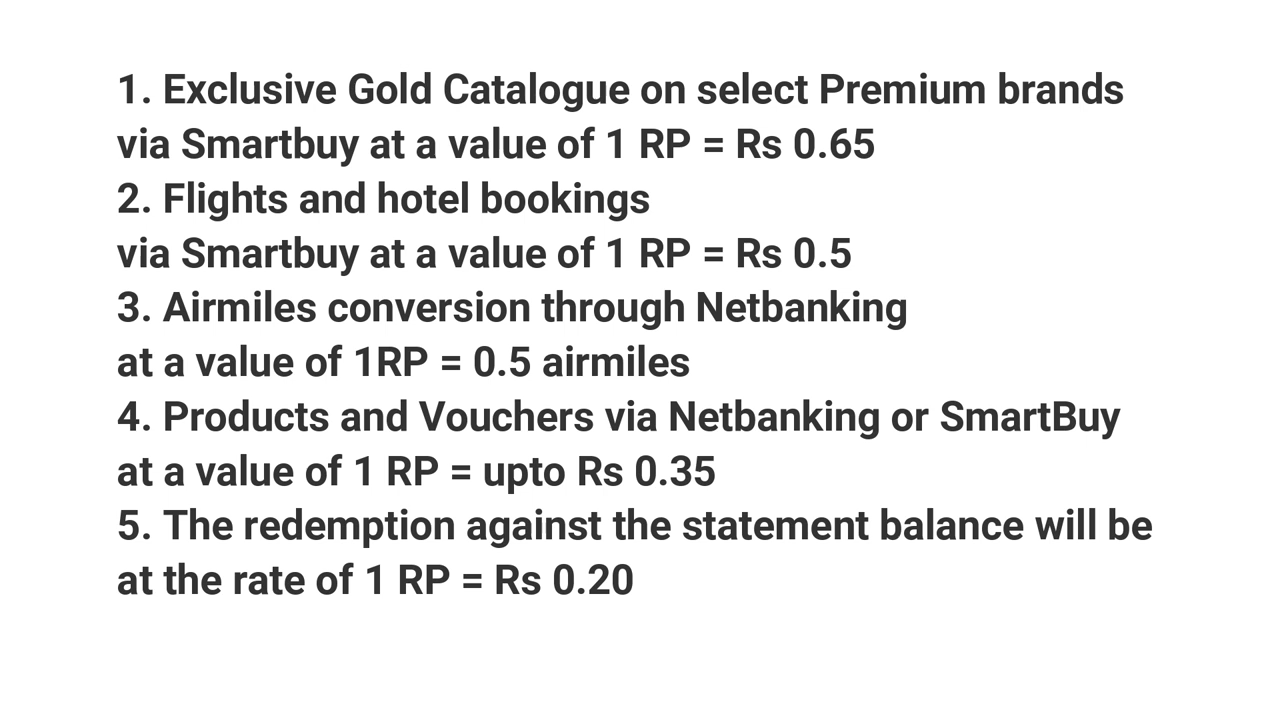 1. Exclusive Gold Catalogue on select Premium brands
via Smartbuy at a value of 1 RP = Rs 0.65
2. Flights and hotel bookings
via Smartbuy at a value of 1 RP = Rs 0.5
3. Airmiles conversion through Netbanking
at a value of 1RP = 0.5 airmiles
4. Products and Vouchers via Netbanking or SmartBuy
at a value of 1 RP = upto Rs 0.35
5. The redemption against the statement balance will be
at the rate of 1 RP = Rs 0.20